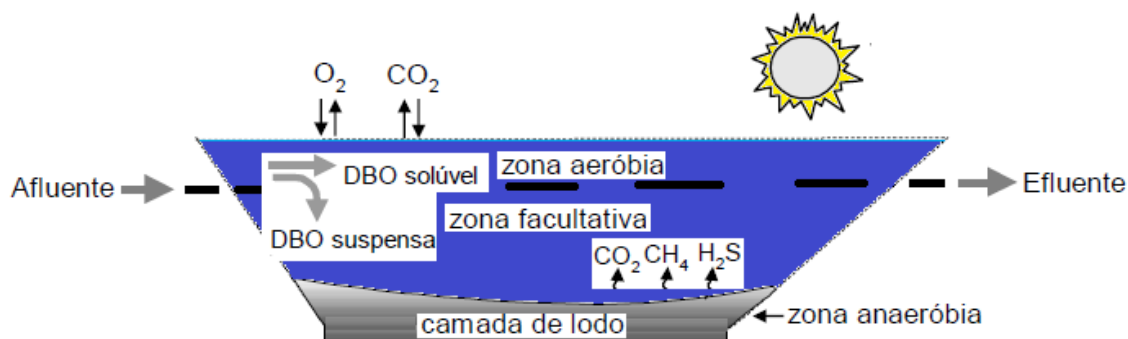 O₂ CO₂
zona aeróbia
Afluente
DBO solúvel
Efluente
zona facultativa
DBO suspensa
CO₂ CH₄ H₂S
camada de lodo
zona anaeróbia